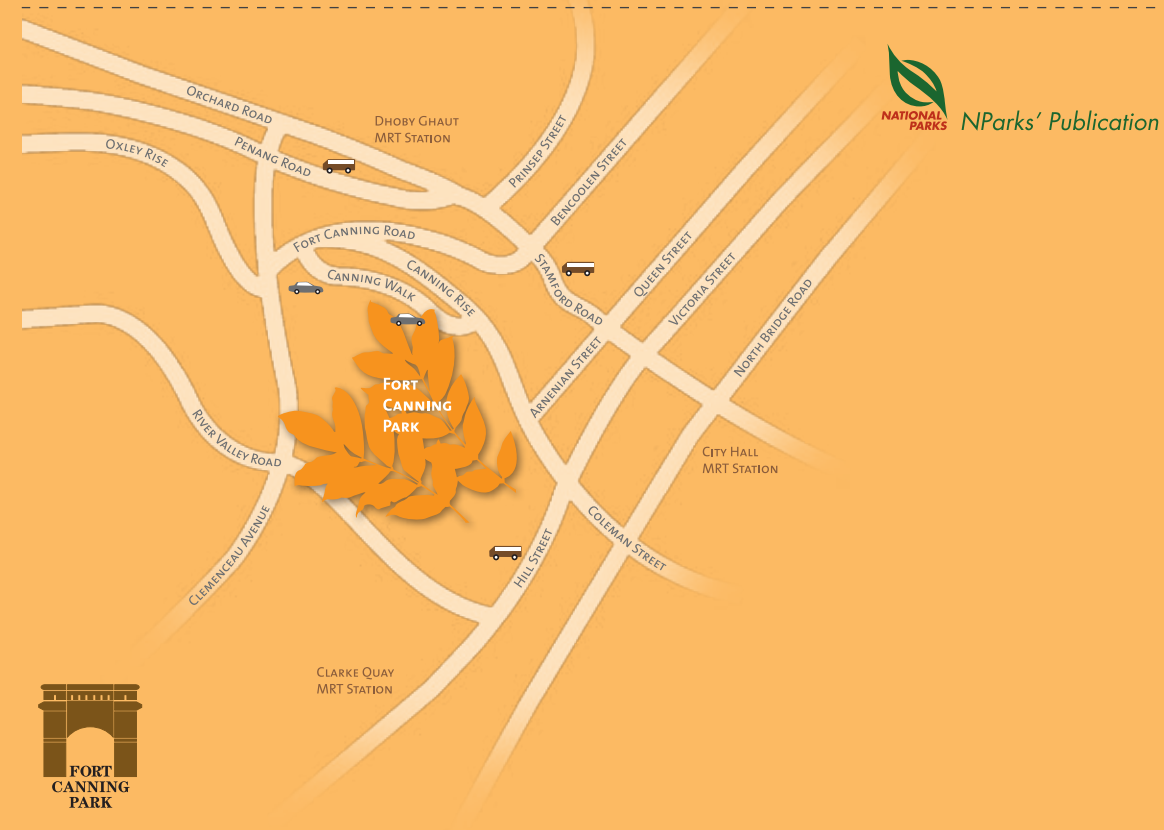 ORCHARD ROAD
DHOBY GHAUT
MRT STATION
NATIONAL
PARKS
NParks' Publication
OXLEY RISE
PENANG ROAD
PRINSEP STREET
BENCOOLEN STREET
FORT CANNING ROAD
CANNING WALK
CANNING RISE
STAMFORD ROAD
QUEEN STREET
VICTORIA STREET
NORTH BRIDGE ROAD
ARNENIAN STREET
FORT
CANNING
PARK
RIVER VALLEY ROAD
CITY HALL
MRT STATION
CLEMENCEAU AVENUE
HILL STREET
COLEMAN STREET
CLARKE QUAY
MRT STATION
FORT
CANNING
PARK